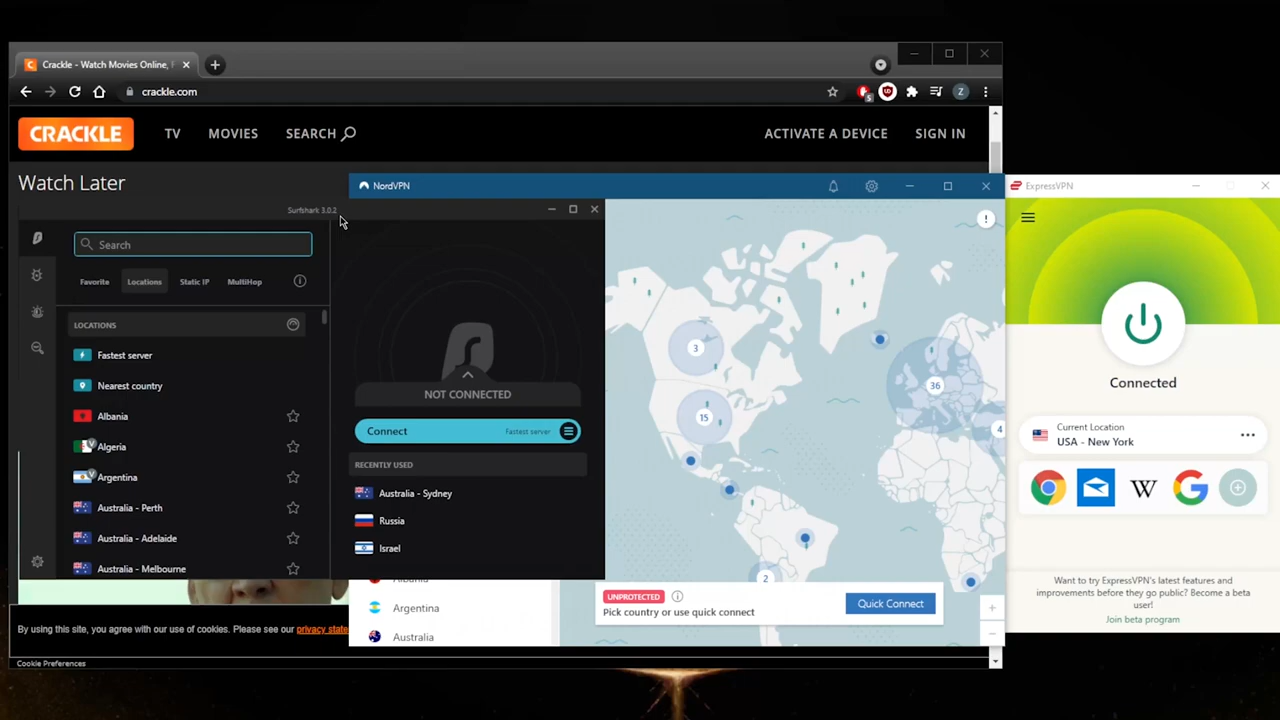 Crackle - Watch Movies Online, F
crackle.com
5
Z
CRACKLE
TV
MOVIES
SEARCH
ACTIVATE A DEVICE
SIGN IN
Watch Later
Surfshark 3.0.2
Search
Favorite
Locations
Static IP
MultiHop
LOCATIONS
Fastest server
Nearest country
Albania
Algeria
Argentina
Australia - Perth
Australia - Adelaide
Australia - Melbourne
NOT CONNECTED
Connect
Fastest server
RECENTLY USED
Australia - Sydney
Russia
Israel
NordVPN
!
3
15
36
4
2
Albania
Argentina
Australia
UNPROTECTED
Pick country or use quick connect
Quick Connect
ExpressVPN
Connected
Current Location
USA - New York
W
Want to try ExpressVPN's latest features and
improvements before they go public? Become a beta
user!
Join beta program
By using this site, you agree with our use of cookies. Please see our privacy state
Cookie Preferences